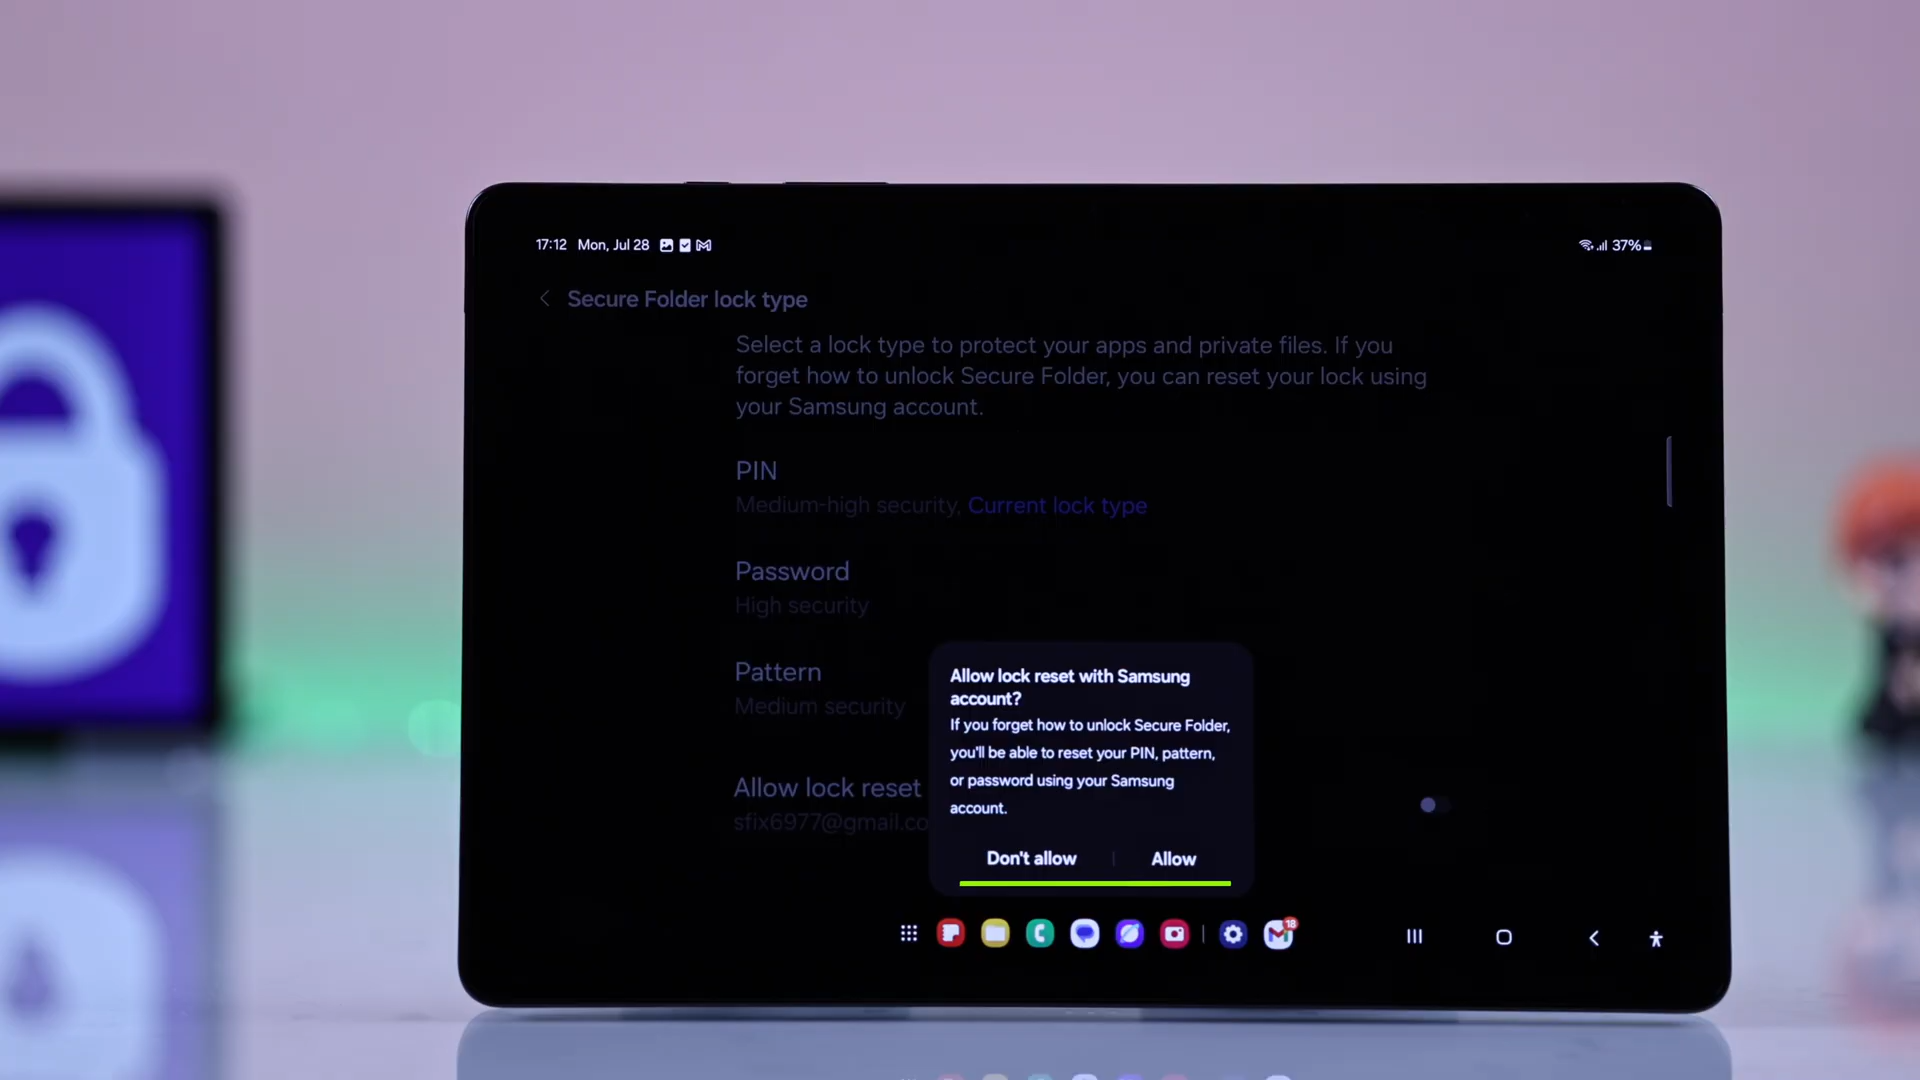 17:12 Mon, Jul 28
37%
Secure Folder lock type
Select a lock type to protect your apps and private files. If you
forget how to unlock Secure Folder, you can reset your lock using
your Samsung account.
PIN
Medium-high security, Current lock type
Password
High security
Pattern
Medium security
Allow lock reset
sfix6977@gmail.co
Allow lock reset with Samsung
account?
If you forget how to unlock Secure Folder,
you'll be able to reset your PIN, pattern,
or password using your Samsung
account.
Don't allow
Allow
18